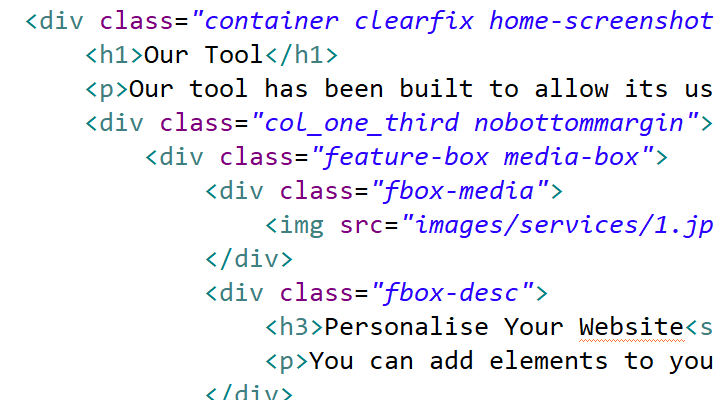 <div class="container clearfix home-screenshot
<h1>Our Tool</h1>
<p>Our tool has been built to allow its us
<div class="col_one_third nobottommargin">
<div class="feature-box media-box">
<div class="fbox-media">
<img src="images/services/1.jp
</div>
<div class="fbox-desc">
<h3>Personalise Your Website<s
<p>You can add elements to you
</div>